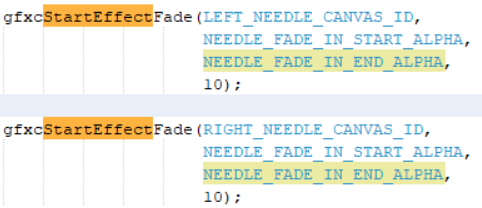 gfxcStartEffectFade(LEFT_NEEDLE_CANVAS_ID,
NEEDLE_FADE_IN_START_ALPHA,
NEEDLE_FADE_IN_END_ALPHA,
10);
gfxcStartEffectFade(RIGHT_NEEDLE_CANVAS_ID,
NEEDLE_FADE_IN_START_ALPHA,
NEEDLE_FADE_IN_END_ALPHA,
10);